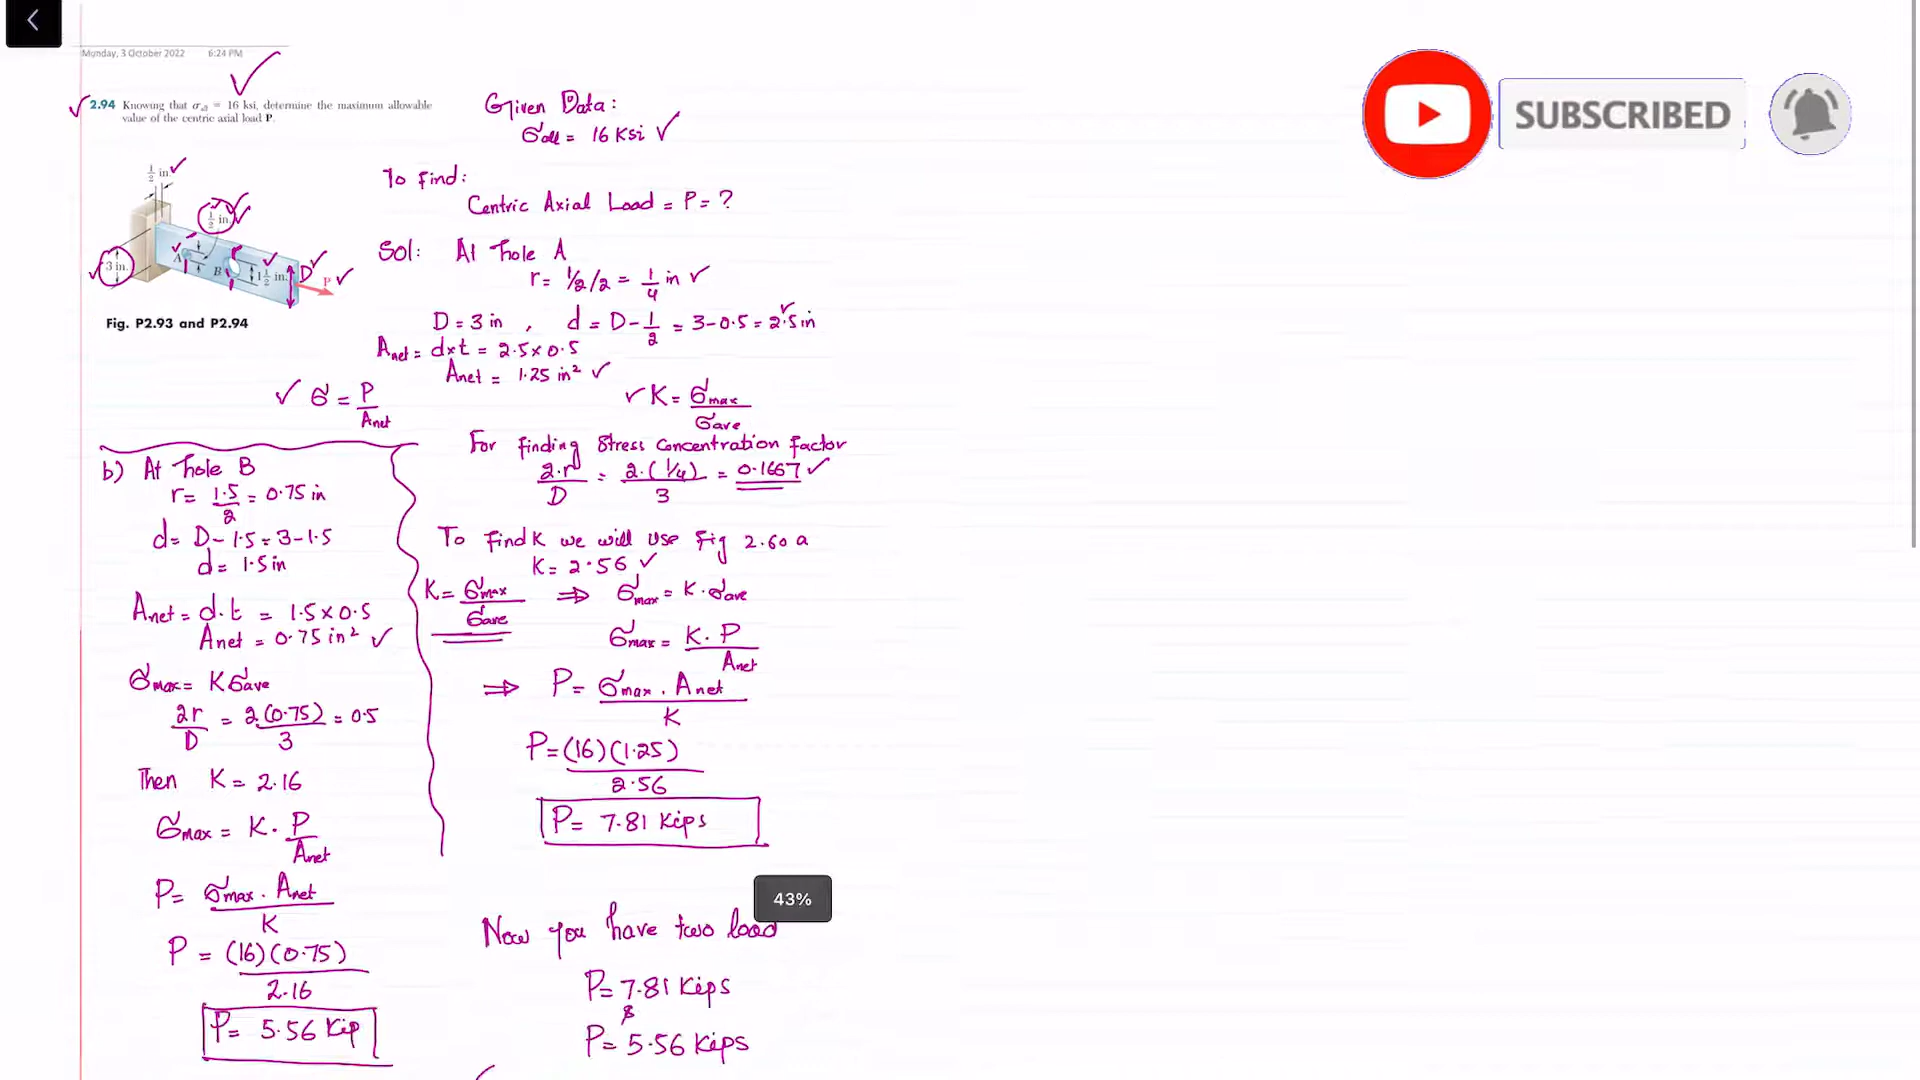 Monday, 3 October 2022 6:24 PM
2.94 Knowing that σall = 16 ksi, determine the maximum allowable
value of the centric axial load P.
1/2 in.
1/2 in.
3 in.
A
B
1 1/2 in.
D
P
Fig. P2.93 and P2.94
Given Data:
σall = 16 Ksi
To find:
Centric Axial Load = P = ?
Sol: At hole A
r = 1/2/2 = 1/4 in
D = 3 in , d = D - 1/2 = 3 - 0.5 = 2.5 in
Anet = d×t = 2.5×0.5
Anet = 1.25 in²
σ = P/Anet
K = σmax/σave
For finding Stress Concentration factor
2.r/D = 2.(1/4)/3 = 0.1667
To find K we will use Fig 2.60 a
K = 2.56
K = σmax/σave ⇒ σmax = K.σave
σmax = K.P/Anet
⇒ P = σmax . Anet/K
P = (16)(1.25)/2.56
P = 7.81 Kips
b) At hole B
r = 1.5/2 = 0.75 in
d = D - 1.5 = 3 - 1.5
d = 1.5 in
Anet = d.t = 1.5×0.5
Anet = 0.75 in²
σmax = Kσave
2r/D = 2(0.75)/3 = 0.5
Then K = 2.16
σmax = K . P/Anet
P = σmax . Anet/K
P = (16)(0.75)/2.16
P = 5.56 Kip
Now you have two load
P = 7.81 Kips
&
P = 5.56 Kips
43%
SUBSCRIBED